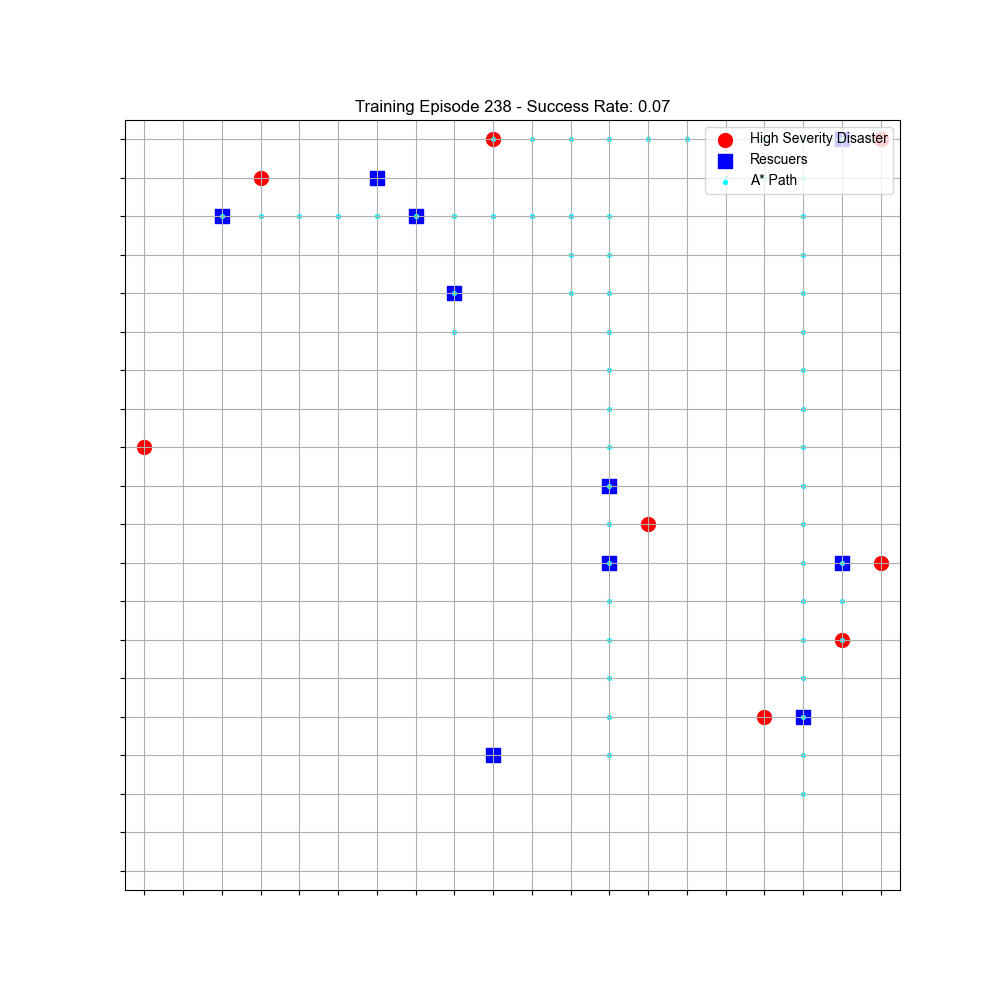 Training Episode 238 - Success Rate: 0.07
High Severity Disaster
Rescuers
A* Path